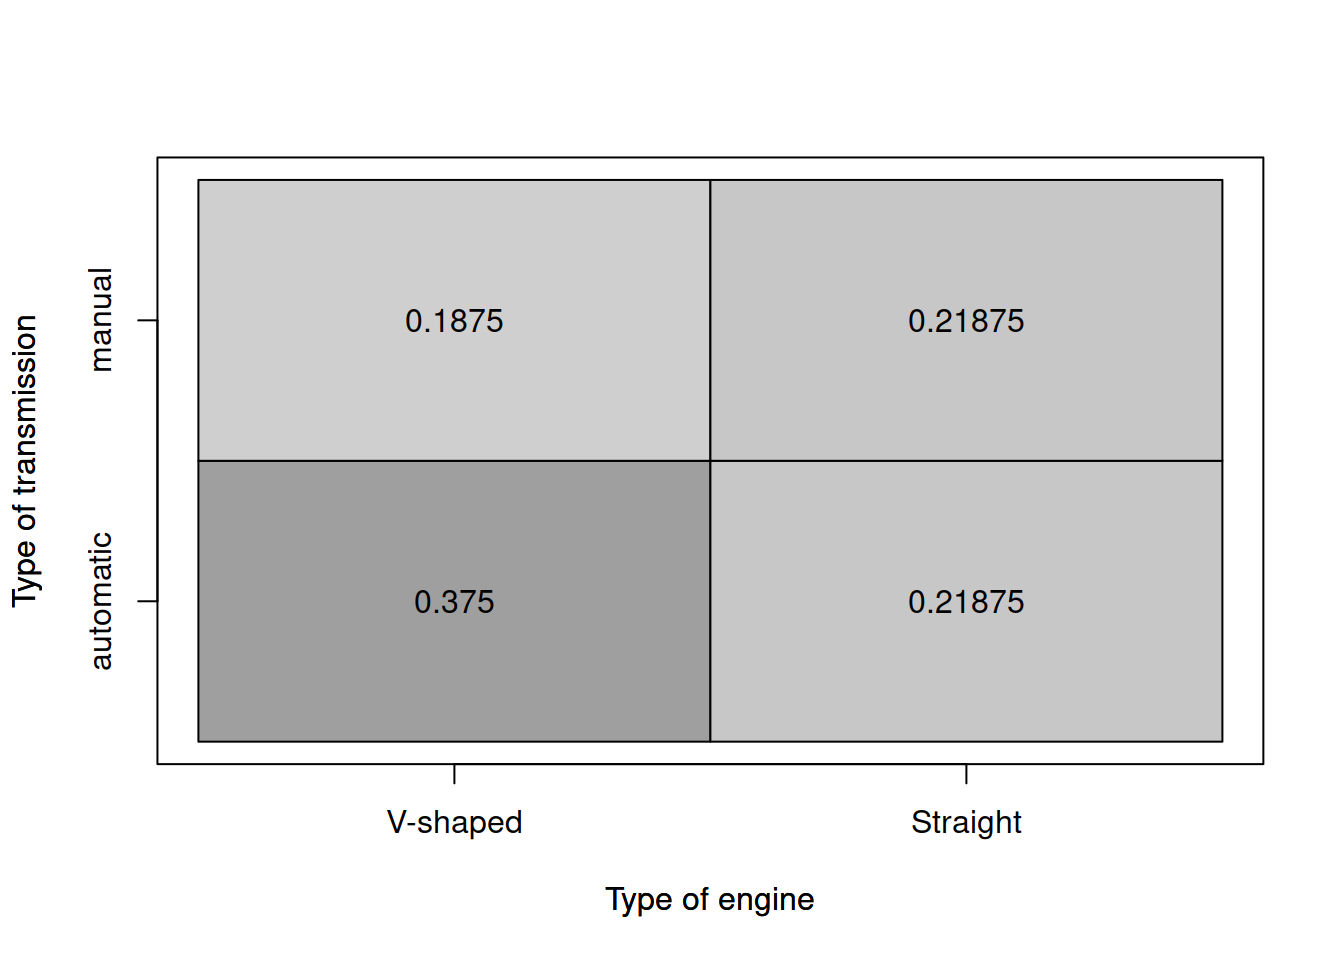 Type of transmission
manual
automatic
0.1875
0.21875
0.375
0.21875
V-shaped
Straight
Type of engine